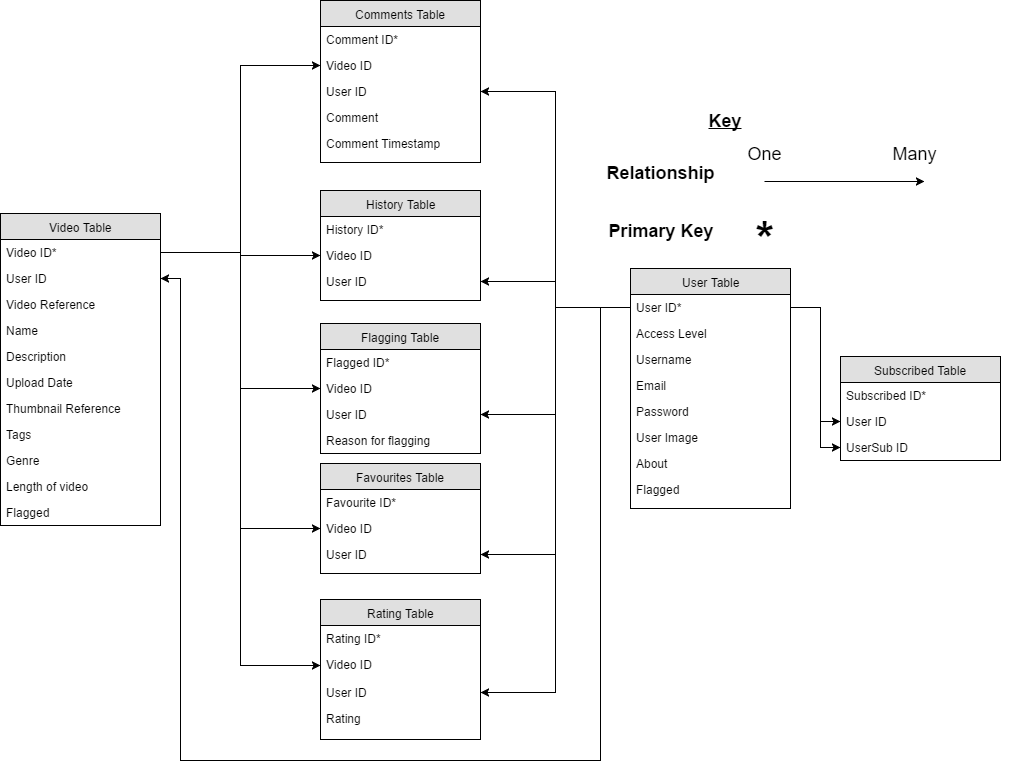 Comments Table
Comment ID*
Video ID
User ID
Comment
Comment Timestamp
Key
One Many
Relationship
Primary Key *
History Table
History ID*
Video ID
User ID
Video Table
Video ID*
User ID
Video Reference
Name
Description
Upload Date
Thumbnail Reference
Tags
Genre
Length of video
Flagged
Flagging Table
Flagged ID*
Video ID
User ID
Reason for flagging
Favourites Table
Favourite ID*
Video ID
User ID
Rating Table
Rating ID*
Video ID
User ID
Rating
User Table
User ID*
Access Level
Username
Email
Password
User Image
About
Flagged
Subscribed Table
Subscribed ID*
User ID
UserSub ID